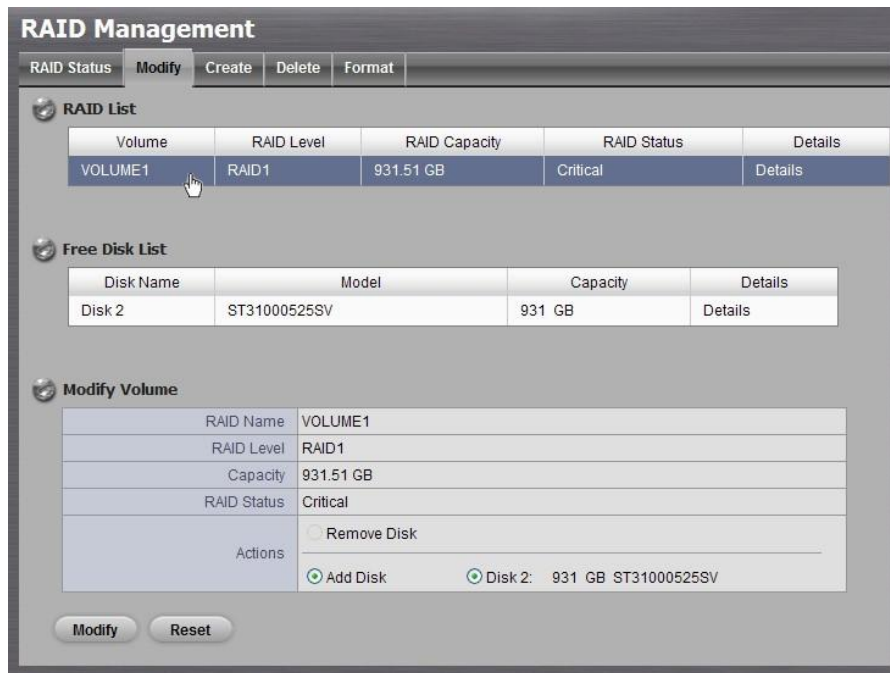 RAID Management
RAID Status Modify Create Delete Format
RAID List
Volume RAID Level RAID Capacity RAID Status Details
VOLUME1 RAID1 931.51 GB Critical Details
Free Disk List
Disk Name Model Capacity Details
Disk 2 ST31000525SV 931 GB Details
Modify Volume
RAID Name VOLUME1
RAID Level RAID1
Capacity 931.51 GB
RAID Status Critical
Actions Remove Disk
Add Disk Disk 2: 931 GB ST31000525SV
Modify Reset